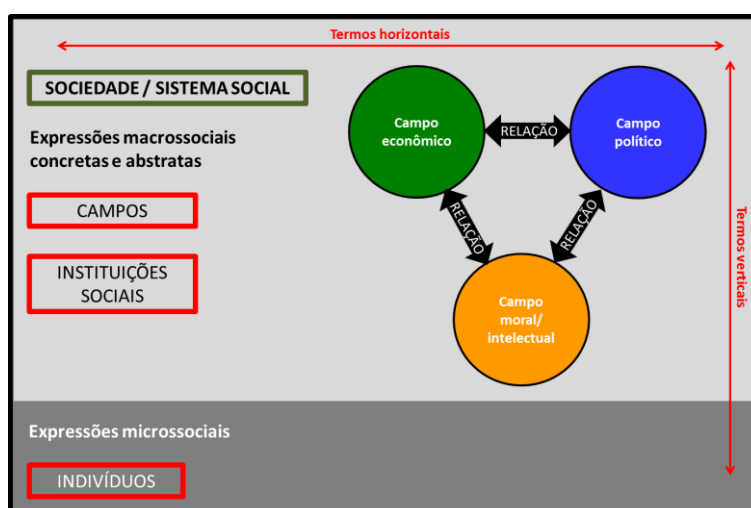 Termos horizontais
SOCIEDADE / SISTEMA SOCIAL
Expressões macrossociais
concretas e abstratas
CAMPOS
INSTITUIÇÕES
SOCIAIS
Campo
econômico
RELAÇÃO
Campo
político
RELAÇÃO
RELAÇÃO
Campo
moral/
intelectual
Termos verticais
Expressões microssociais
INDIVÍDUOS